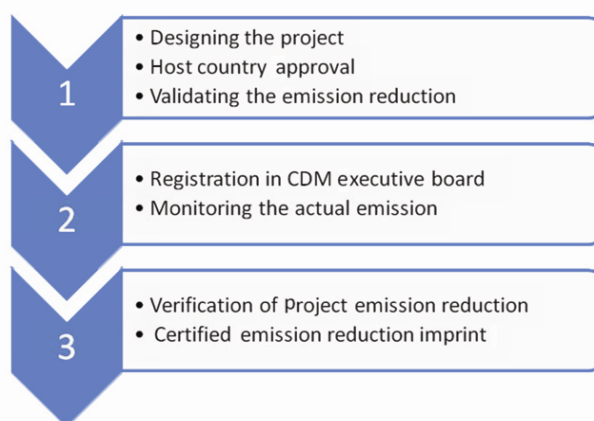 1
• Designing the project
• Host country approval
• Validating the emission reduction
2
• Registration in CDM executive board
• Monitoring the actual emission
3
• Verification of project emission reduction
• Certified emission reduction imprint